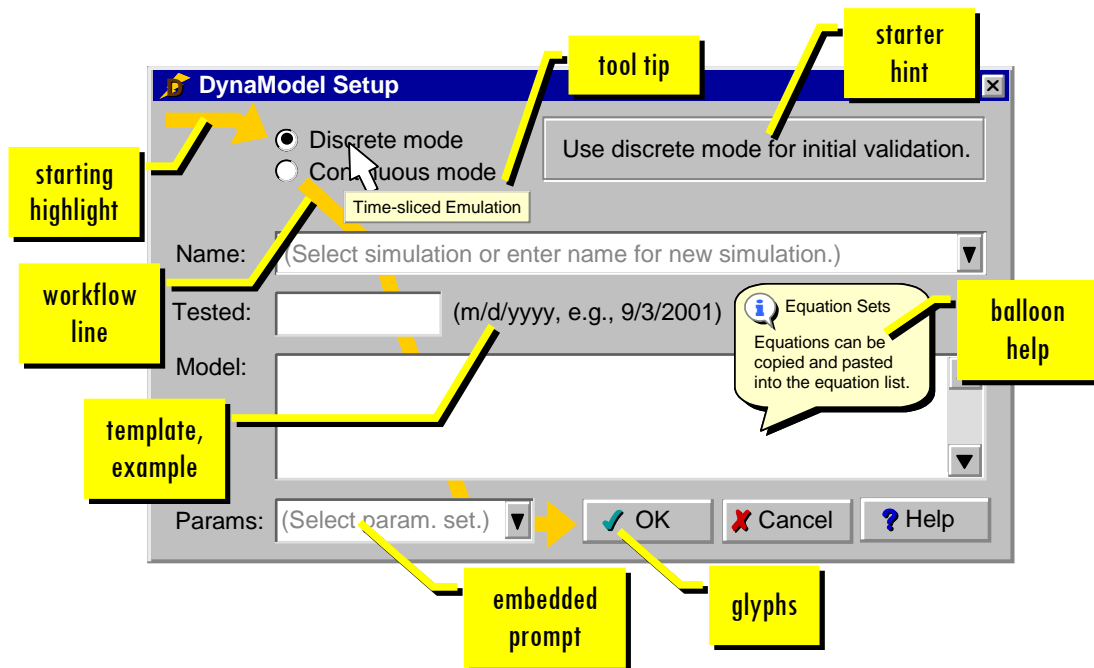 starter
hint
tool tip
DynaModel Setup
Discrete mode
Use discrete mode for initial validation.
starting
highlight
Continuous mode
Time-sliced Emulation
Name:
(Select simulation or enter name for new simulation.)
workflow
line
Tested:
(m/d/yyyy, e.g., 9/3/2001)
Equation Sets
Equations can be
copied and pasted
into the equation list.
balloon
help
Model:
template,
example
Params:
(Select param. set.)
OK
Cancel
? Help
embedded
prompt
glyphs